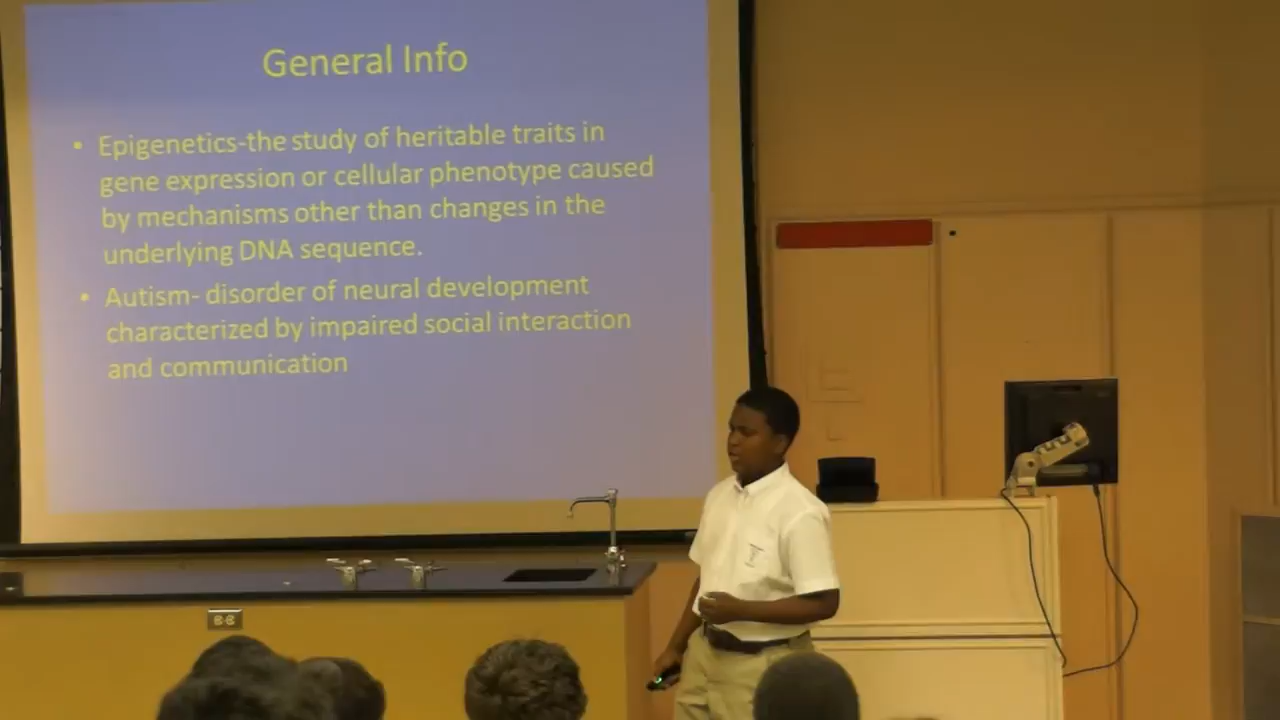 General Info
• Epigenetics-the study of heritable traits in
gene expression or cellular phenotype caused
by mechanisms other than changes in the
underlying DNA sequence.
• Autism- disorder of neural development
characterized by impaired social interaction
and communication